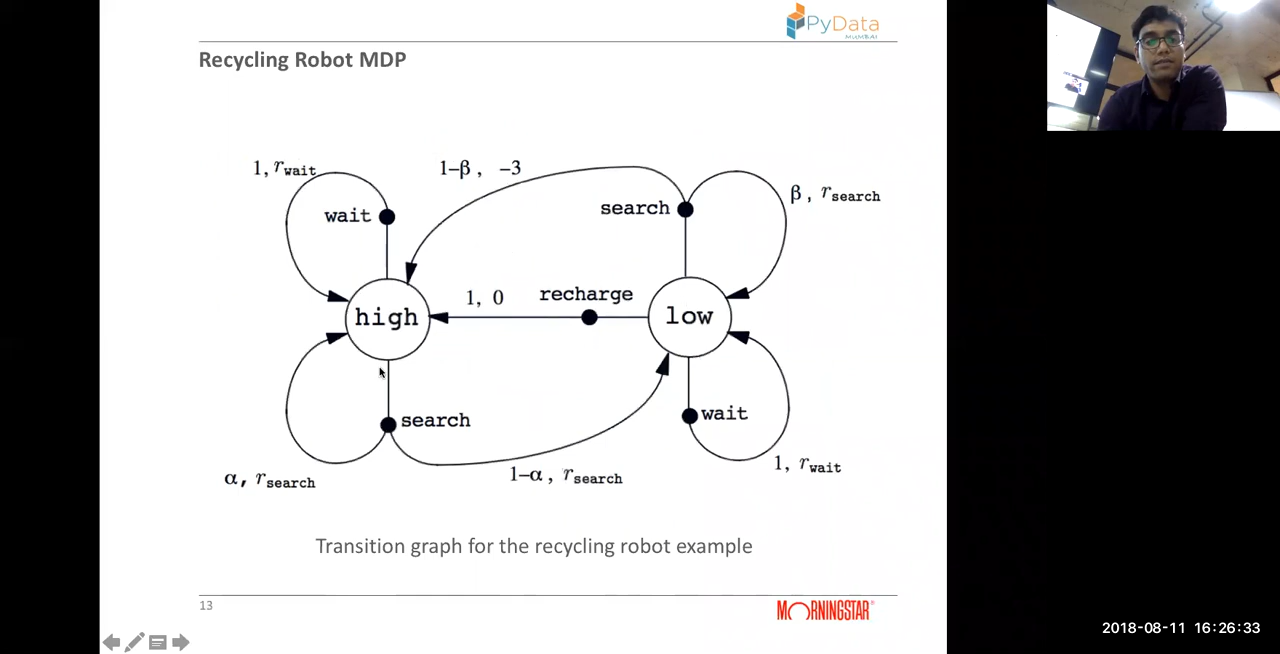 PyData
MUMBAI
Recycling Robot MDP
1, rwait
1–β , –3
wait
search
β , rsearch
1, 0
recharge
high
low
search
wait
α, rsearch
1–α , rsearch
1, rwait
Transition graph for the recycling robot example
13
MORNINGSTAR®
2018-08-11 16:26:33